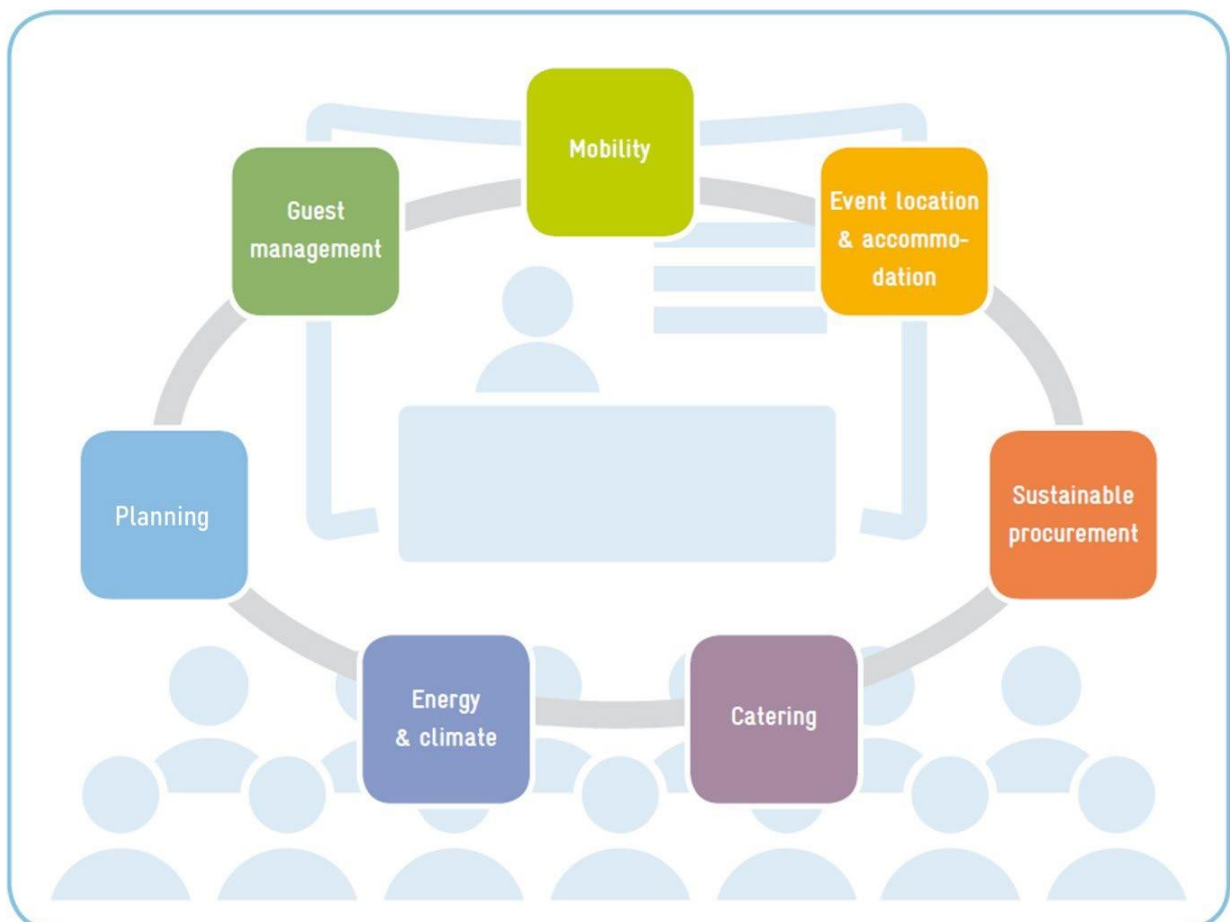 Mobility
Guest
management
Event location
& accommo-
dation
Planning
Sustainable
procurement
Energy
& climate
Catering